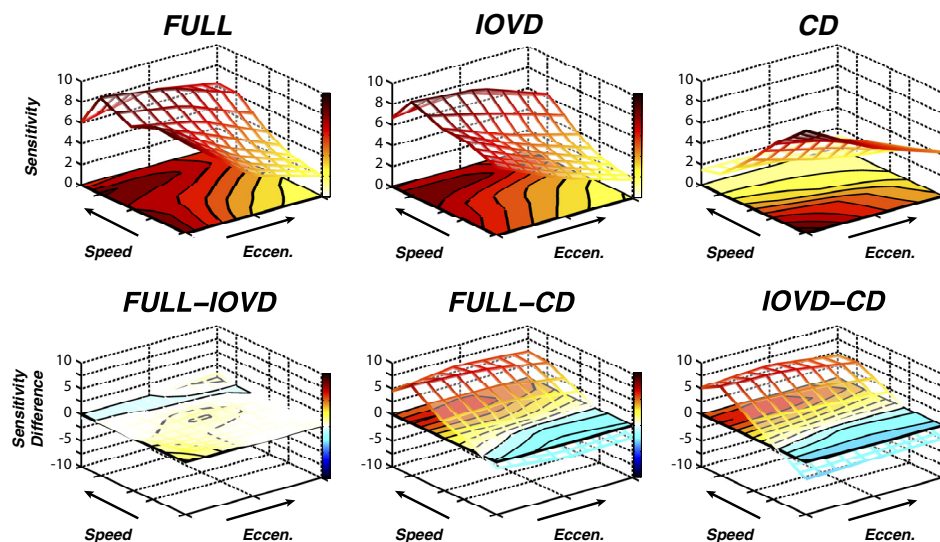 FULL
IOVD
CD
Sensitivity
10
8
6
4
2
0
10
8
6
4
2
0
10
8
6
4
2
0
Speed
Eccen.
Speed
Eccen.
Speed
Eccen.
FULL–IOVD
FULL–CD
IOVD–CD
Sensitivity
Difference
10
5
0
-5
-10
10
5
0
-5
-10
10
5
0
-5
-10
Speed
Eccen.
Speed
Eccen.
Speed
Eccen.